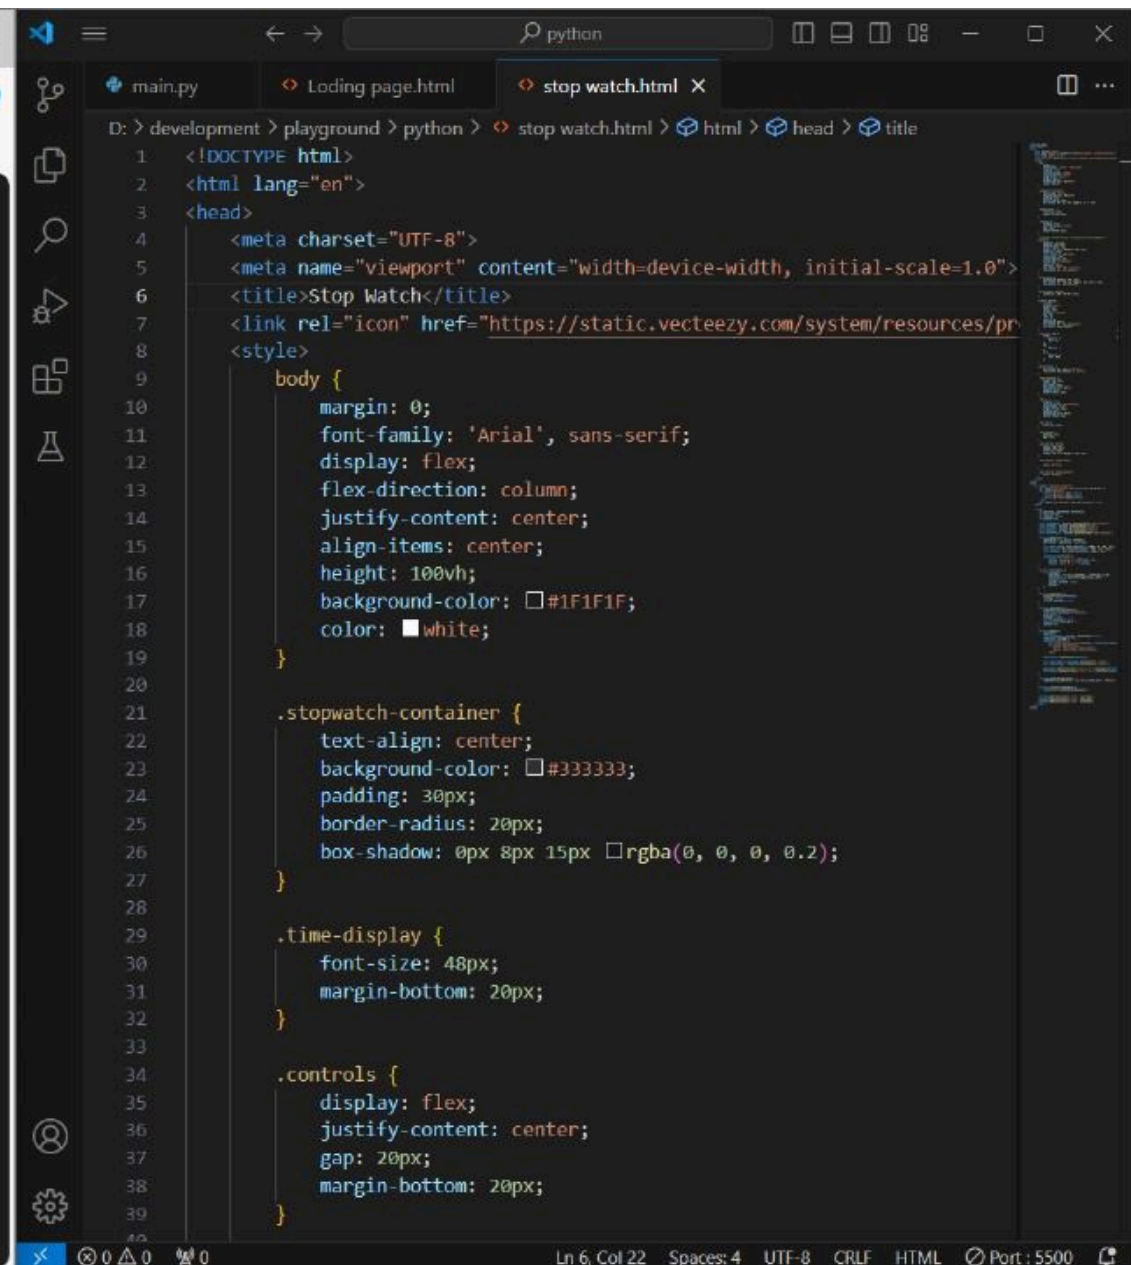 python
main.py
Loding page.html
stop watch.html
D: > development > playground > python > stop watch.html > html > head > title
1 <!DOCTYPE html>
2 <html lang="en">
3 <head>
4 <meta charset="UTF-8">
5 <meta name="viewport" content="width=device-width, initial-scale=1.0">
6 <title>Stop Watch</title>
7 <link rel="icon" href="https://static.vecteezy.com/system/resources/pr
8 <style>
9 body {
10 margin: 0;
11 font-family: 'Arial', sans-serif;
12 display: flex;
13 flex-direction: column;
14 justify-content: center;
15 align-items: center;
16 height: 100vh;
17 background-color: #1F1F1F;
18 color: white;
19 }
20
21 .stopwatch-container {
22 text-align: center;
23 background-color: #333333;
24 padding: 30px;
25 border-radius: 20px;
26 box-shadow: 0px 8px 15px rgba(0, 0, 0, 0.2);
27 }
28
29 .time-display {
30 font-size: 48px;
31 margin-bottom: 20px;
32 }
33
34 .controls {
35 display: flex;
36 justify-content: center;
37 gap: 20px;
38 margin-bottom: 20px;
39 }
40
0 0 0 Ln 6, Col 22 Spaces: 4 UTF-8 CRLF HTML Port : 5500